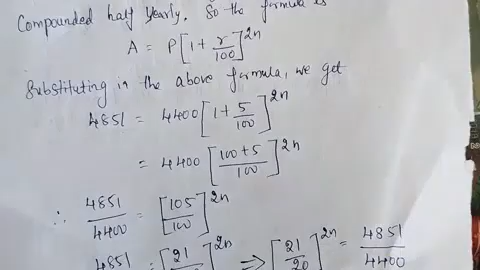 Compounded half yearly. So the formula is
A = P[1 + r/100]^2n
Substituting in the above formula, we get
4851 = 4400[1 + 5/100]^2n
= 4400[100+5/100]^2n
∴ 4851/4400 = [105/100]^2n
4851 = [21/ ]^2n ⟹ [21/20]^2n = 4851/4400